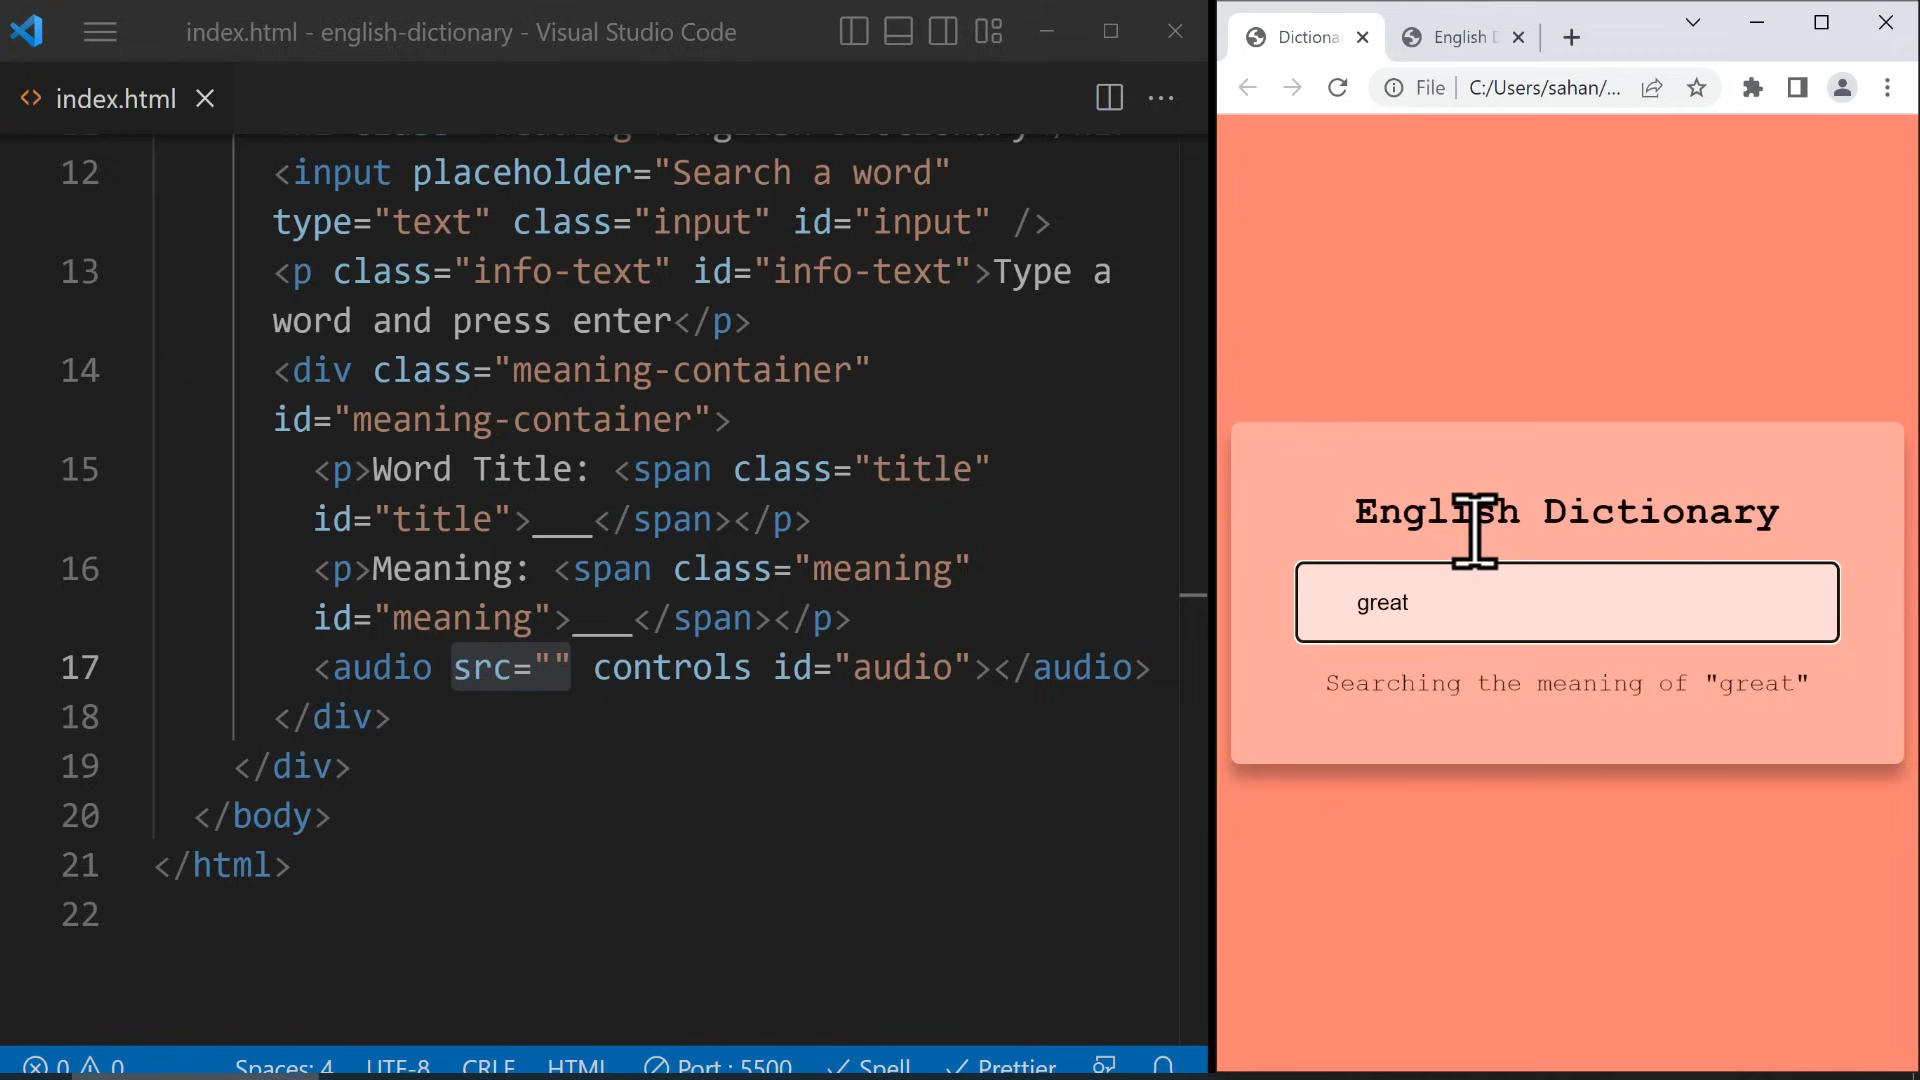 index.html - english-dictionary - Visual Studio Code
index.html
12 <input placeholder="Search a word"
type="text" class="input" id="input" />
13 <p class="info-text" id="info-text">Type a
word and press enter</p>
14 <div class="meaning-container"
id="meaning-container">
15 <p>Word Title: <span class="title"
id="title">___</span></p>
16 <p>Meaning: <span class="meaning"
id="meaning">___</span></p>
17 <audio src="" controls id="audio"></audio>
18 </div>
19 </div>
20 </body>
21 </html>
22
0 0 Spaces: 4 UTF-8 CRLF HTML Port : 5500 Spell Prettier
Dictiona
English D
File C:/Users/sahan/...
English Dictionary
great
Searching the meaning of "great"